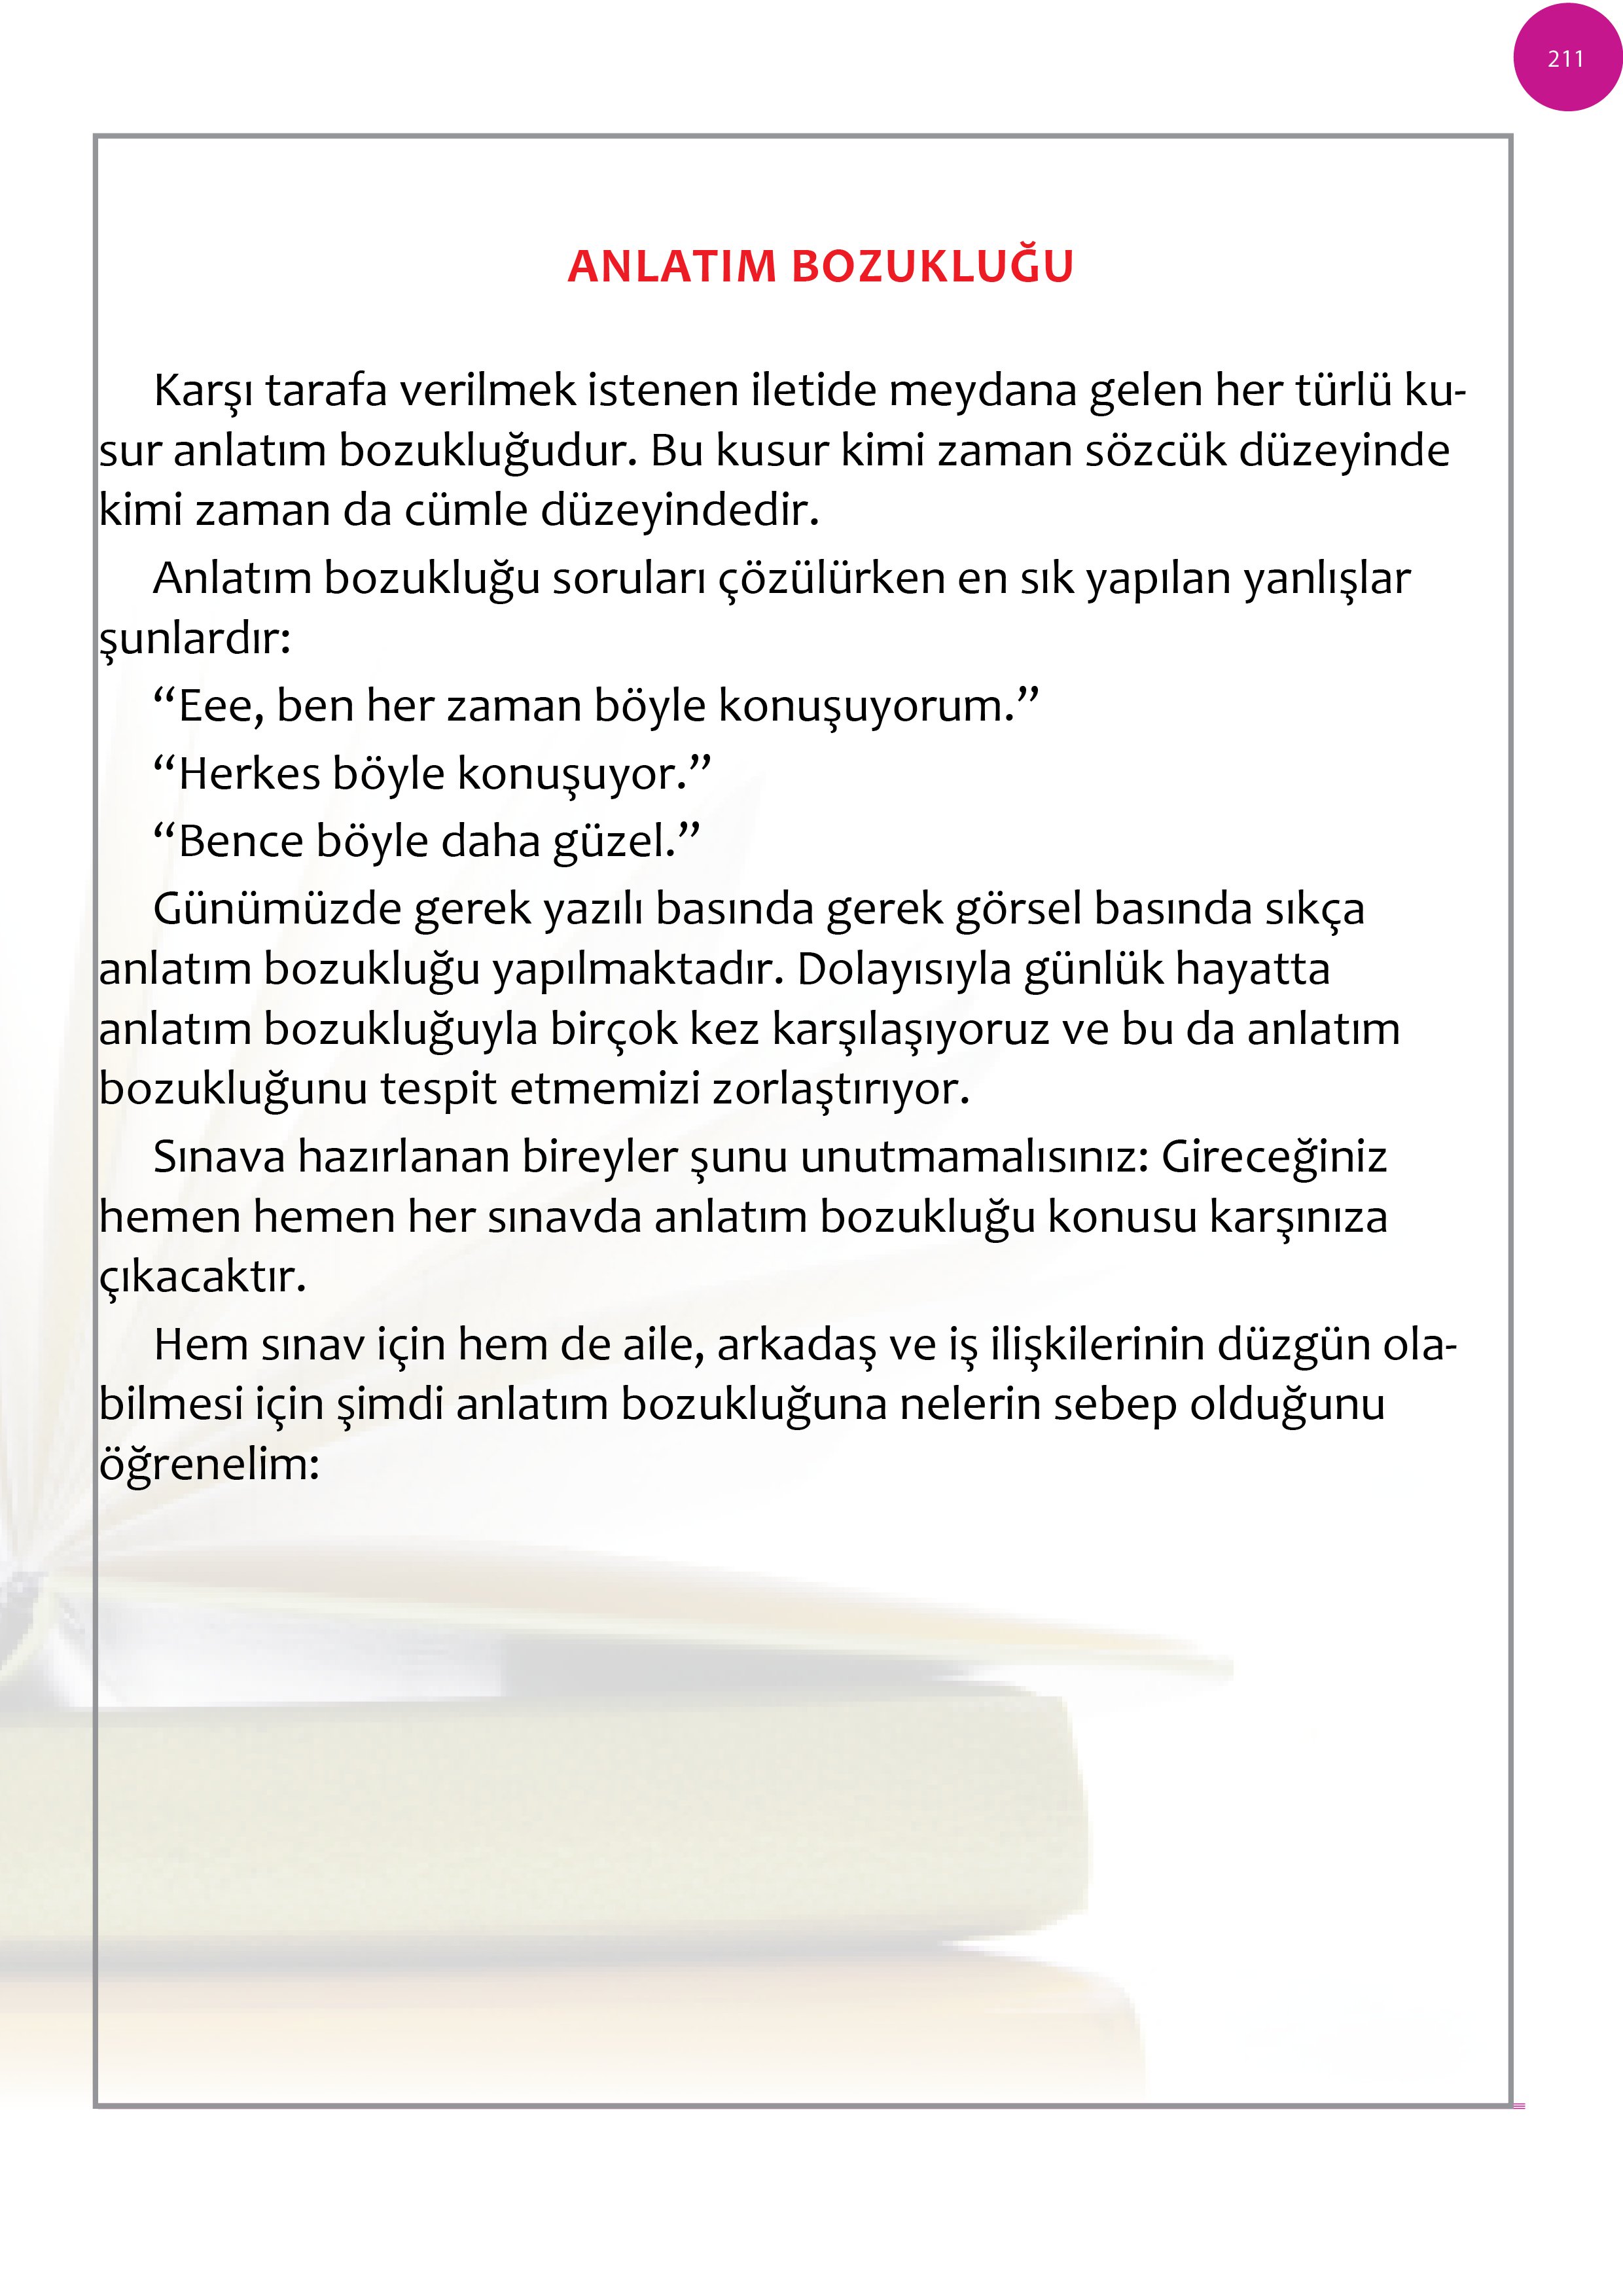 211
ANLATIM BOZUKLUĞU
Karşı tarafa verilmek istenen iletide meydana gelen her türlü ku-
sur anlatım bozukluğudur. Bu kusur kimi zaman sözcük düzeyinde
kimi zaman da cümle düzeyindedir.
Anlatım bozukluğu soruları çözülürken en sık yapılan yanlışlar
şunlardır:
“Eee, ben her zaman böyle konuşuyorum.”
“Herkes böyle konuşuyor.”
“Bence böyle daha güzel.”
Günümüzde gerek yazılı basında gerek görsel basında sıkça
anlatım bozukluğu yapılmaktadır. Dolayısıyla günlük hayatta
anlatım bozukluğuyla birçok kez karşılaşıyoruz ve bu da anlatım
bozukluğunu tespit etmemizi zorlaştırıyor.
Sınava hazırlanan bireyler şunu unutmamalısınız: Gireceğiniz
hemen hemen her sınavda anlatım bozukluğu konusu karşınıza
çıkacaktır.
Hem sınav için hem de aile, arkadaş ve iş ilişkilerinin düzgün ola-
bilmesi için şimdi anlatım bozukluğuna nelerin sebep olduğunu
öğrenelim: